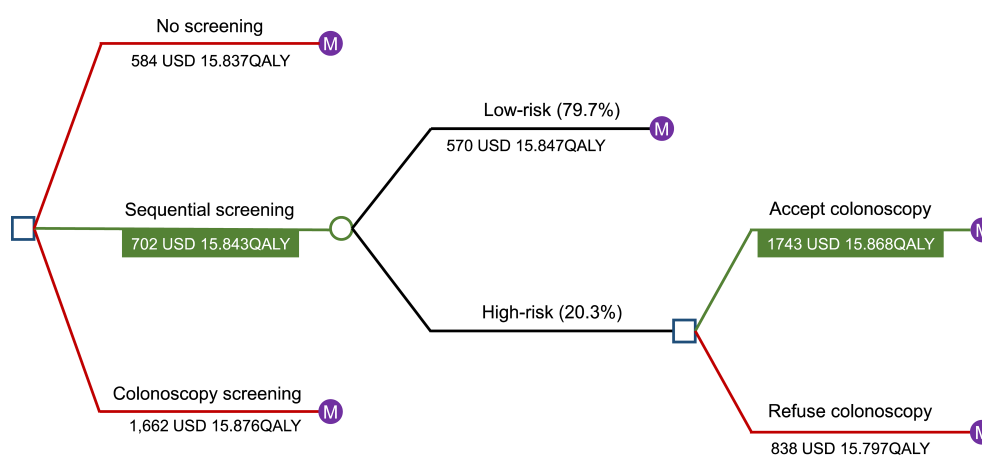 No screening
M
584 USD 15.837QALY
Low-risk (79.7%)
M
570 USD 15.847QALY
Sequential screening
702 USD 15.843QALY
Accept colonoscopy
M
1743 USD 15.868QALY
High-risk (20.3%)
Colonoscopy screening
M
1,662 USD 15.876QALY
Refuse colonoscopy
M
838 USD 15.797QALY